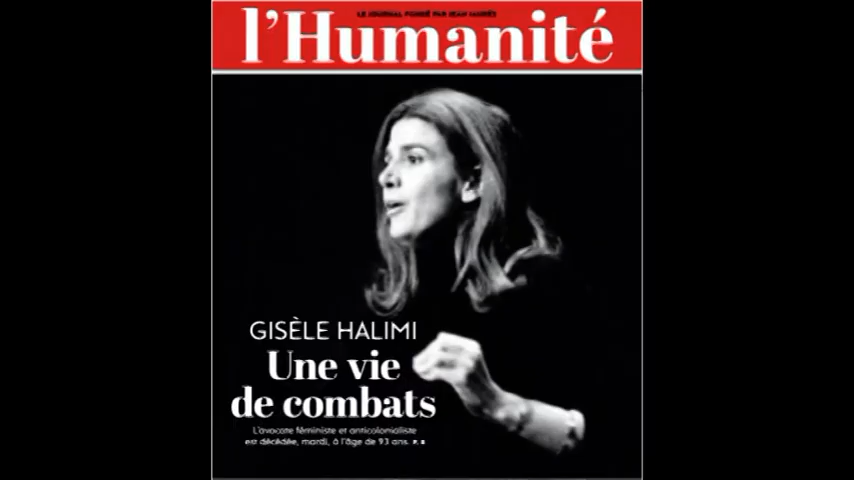 LE JOURNAL FONDÉ PAR JEAN JAURÈS
l'Humanité
GISÈLE HALIMI
Une vie
de combats
L'avocate féministe et anticolonialiste
est décédée, mardi, à l'âge de 93 ans. P. 8